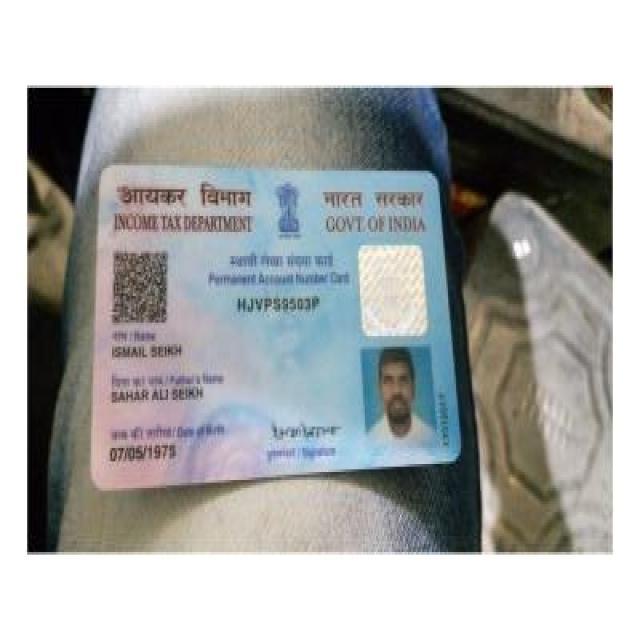 आयकर विभाग
INCOME TAX DEPARTMENT
भारत सरकार
GOVT. OF INDIA
स्थायी लेखा संख्या कार्ड
Permanent Account Number Card
HJVPS9503P
नाम / Name
ISMAIL SEIKH
पिता का नाम / Father's Name
SAHAR ALI SEIKH
जन्म की तारीख / Date of Birth
07/05/1975
हस्ताक्षर / Signature